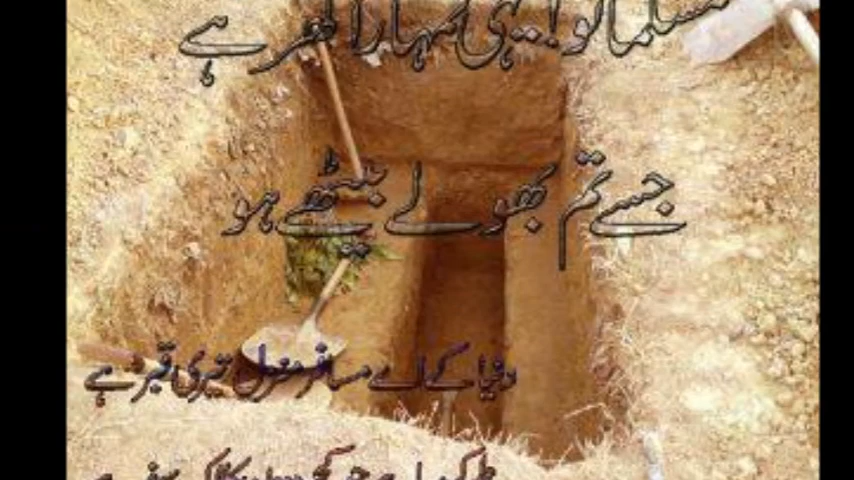 مسلمانو! یہی تمہارا گھر ہے
جسے تم بھولے بیٹھے ہو
دنیا کے اے مسافر منزل تیری قبر ہے